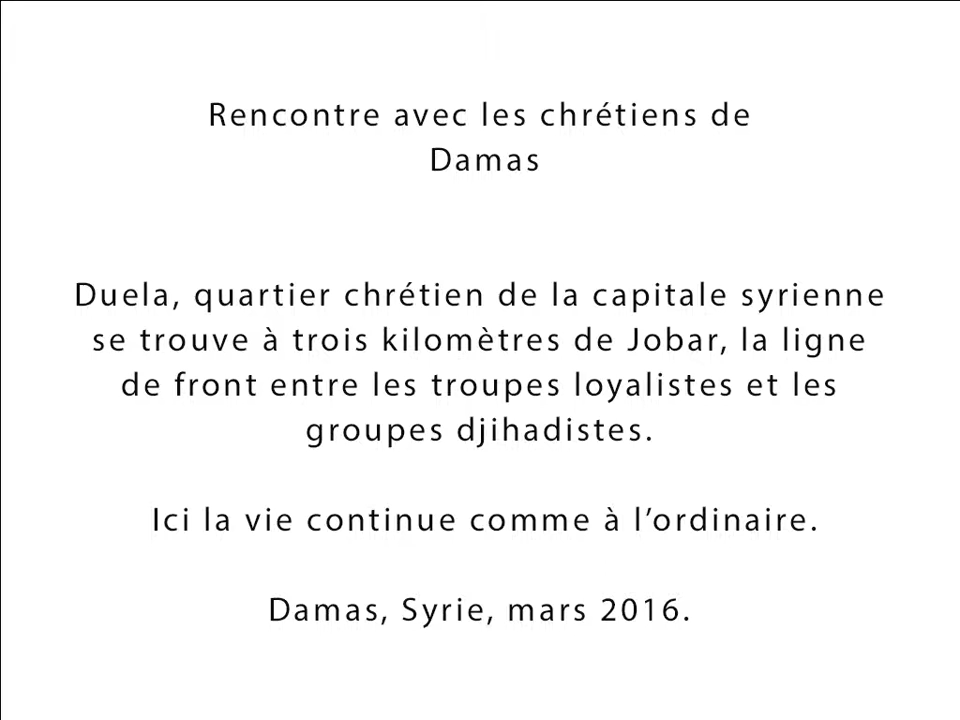 Rencontre avec les chrétiens de
Damas
Duela, quartier chrétien de la capitale syrienne
se trouve à trois kilomètres de Jobar, la ligne
de front entre les troupes loyalistes et les
groupes djihadistes.
Ici la vie continue comme à l’ordinaire.
Damas, Syrie, mars 2016.